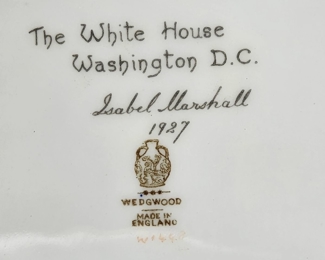 The White House
Washington D.C.
Isabel Marshall
1927
WEDGWOOD
MADE IN
ENGLAND